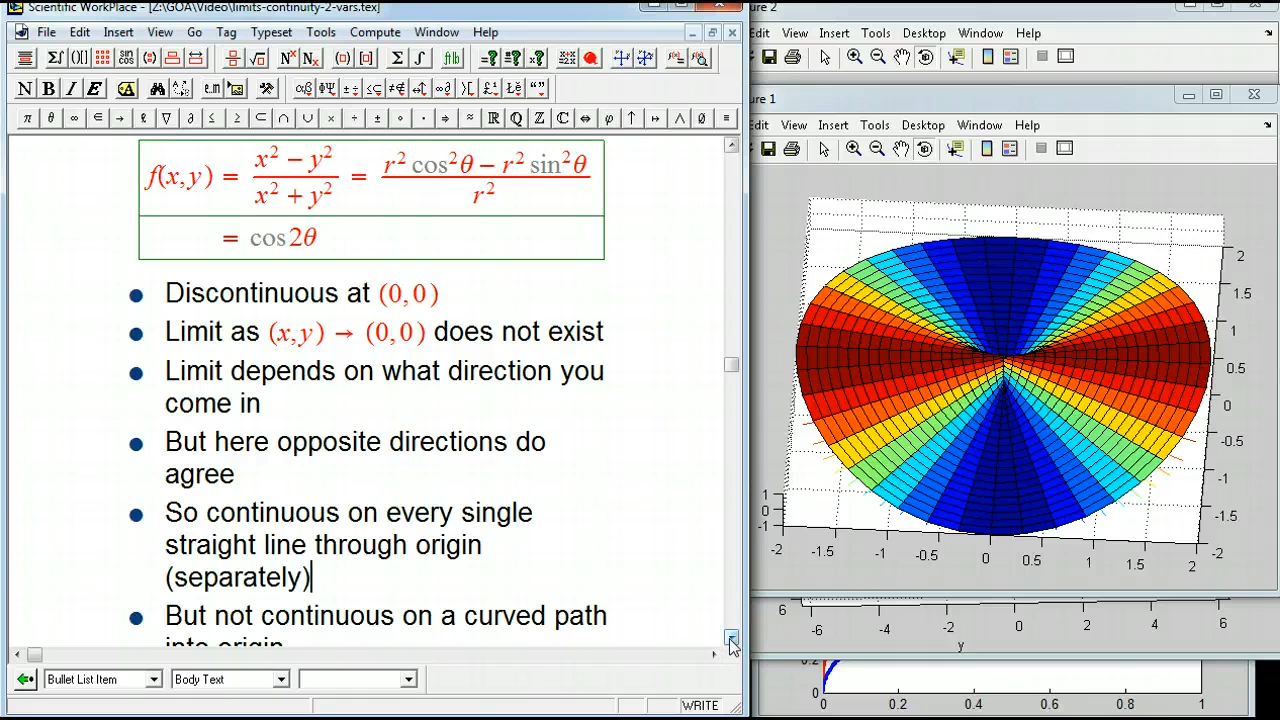 Scientific WorkPlace - [Z:\GOA\Video\limits-continuity-2-vars.tex]
File Edit View Go Tag Typeset Tools Compute Window Help
f(x,y) = x² − y² / x² + y² = r² cos²θ − r² sin²θ / r²
= cos2θ
• Discontinuous at (0,0)
• Limit as (x,y) → (0,0) does not exist
• Limit depends on what direction you
come in
• But here opposite directions do
agree
• So continuous on every single
straight line through origin
(separately)
• But not continuous on a curved path
into origin
Bullet List Item Body Text
WRITE
ure 2
dit View Insert Tools Desktop Window Help
ure 1
dit View Insert Tools Desktop Window Help
2
1.5
1
0.5
0
-0.5
-1
-1.5
-2
1
0
-1
-2 -1.5 -1 -0.5 0 0.5 1 1.5 2
6
-6 -4 -2 0 2 4 6
y
0.2
0
0 0.2 0.4 0.6 0.8 1